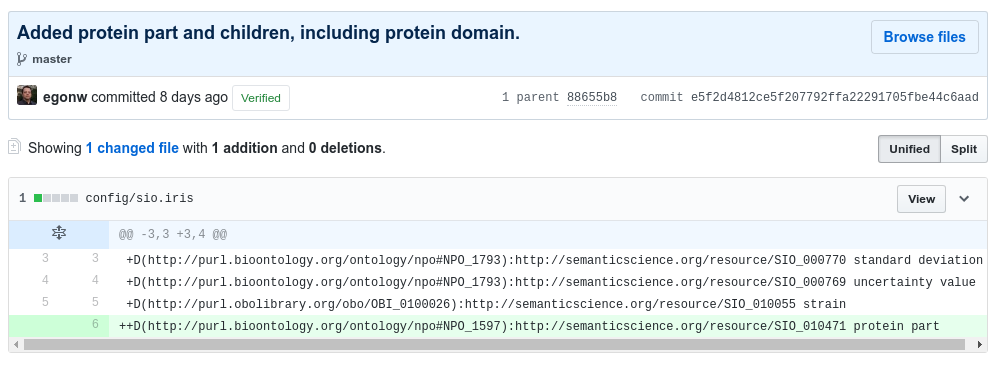 Added protein part and children, including protein domain.
Browse files
master
egonw committed 8 days ago Verified
1 parent 88655b8 commit e5f2d4812ce5f207792ffa22291705fbe44c6aad
Showing 1 changed file with 1 addition and 0 deletions.
Unified Split
1 config/sio.iris
View
@@ -3,3 +3,4 @@
3 3 +D(http://purl.bioontology.org/ontology/npo#NPO_1793):http://semanticscience.org/resource/SIO_000770 standard deviation
4 4 +D(http://purl.bioontology.org/ontology/npo#NPO_1793):http://semanticscience.org/resource/SIO_000769 uncertainty value
5 5 +D(http://purl.obolibrary.org/obo/OBI_0100026):http://semanticscience.org/resource/SIO_010055 strain
6 ++D(http://purl.bioontology.org/ontology/npo#NPO_1597):http://semanticscience.org/resource/SIO_010471 protein part